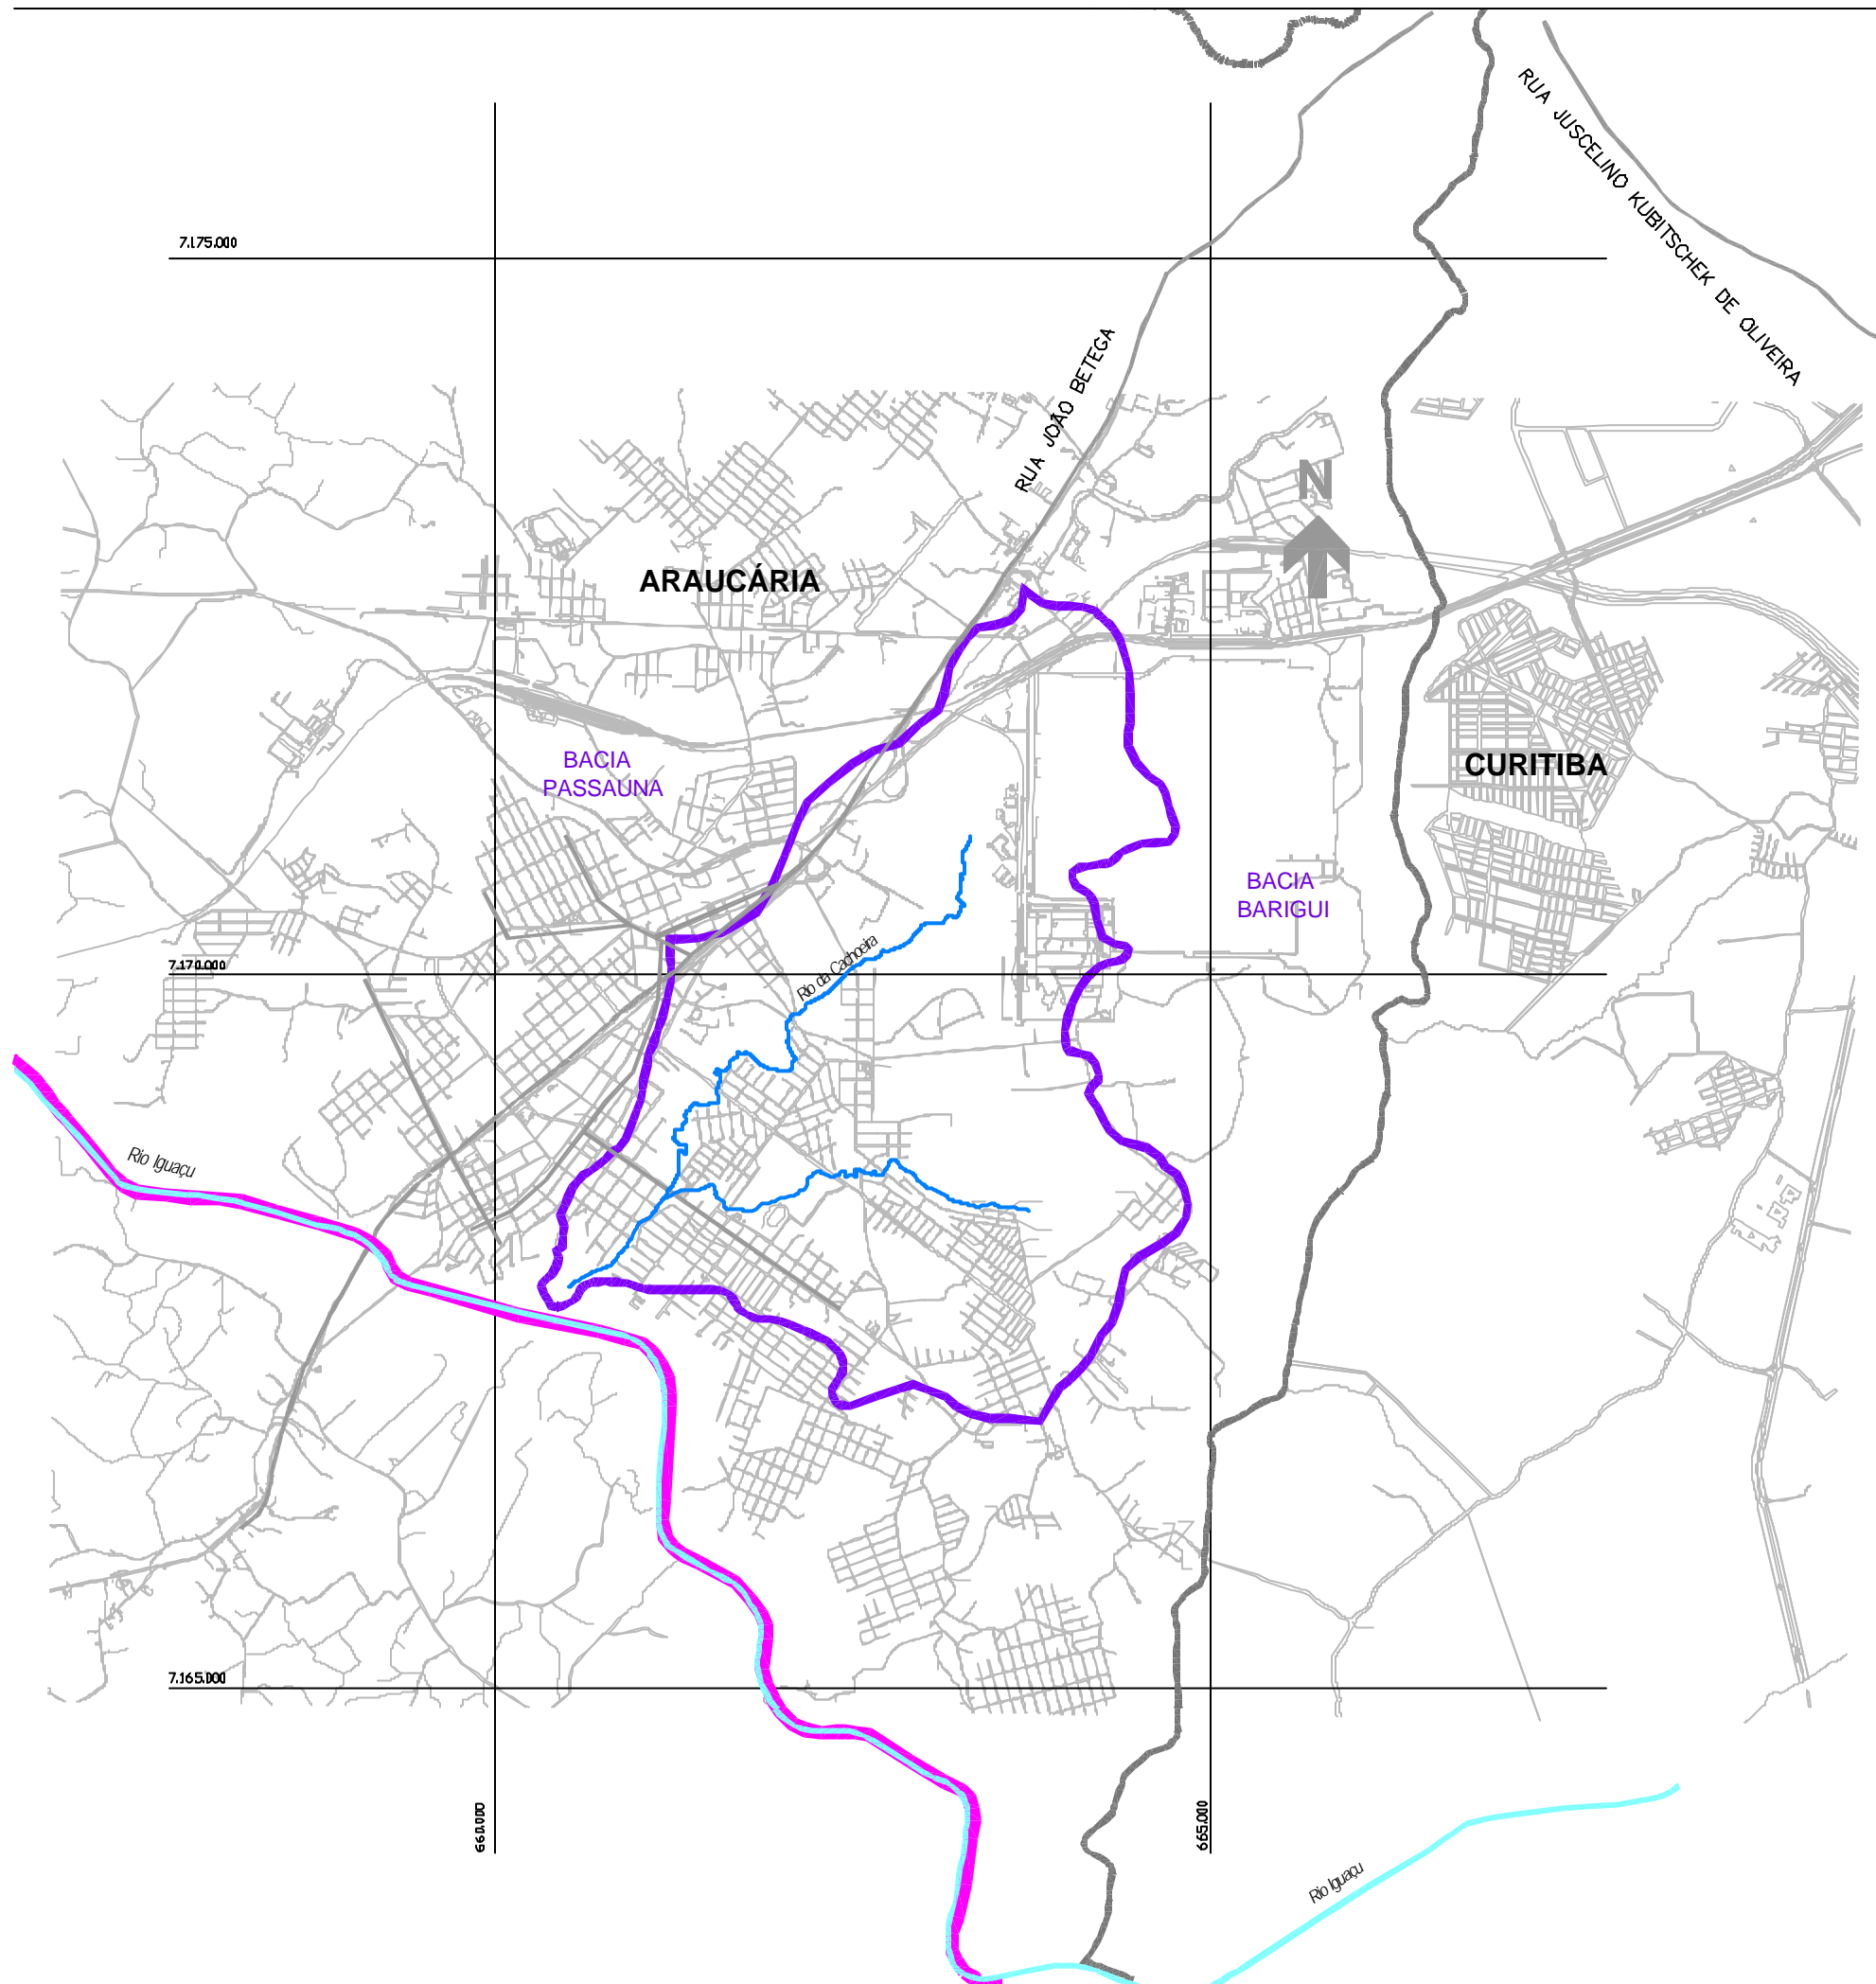 RUA JUSCELINO KUBITSCHEK DE OLIVEIRA
7.175.000
RUA JOÃO BETEGA
N
ARAUCÁRIA
BACIA
PASSAUNA
CURITIBA
BACIA
BARIGUI
Rio da Cachoeira
7.170.000
Rio Iguaçu
7.165.000
660.000
665.000
Rio Iguaçu